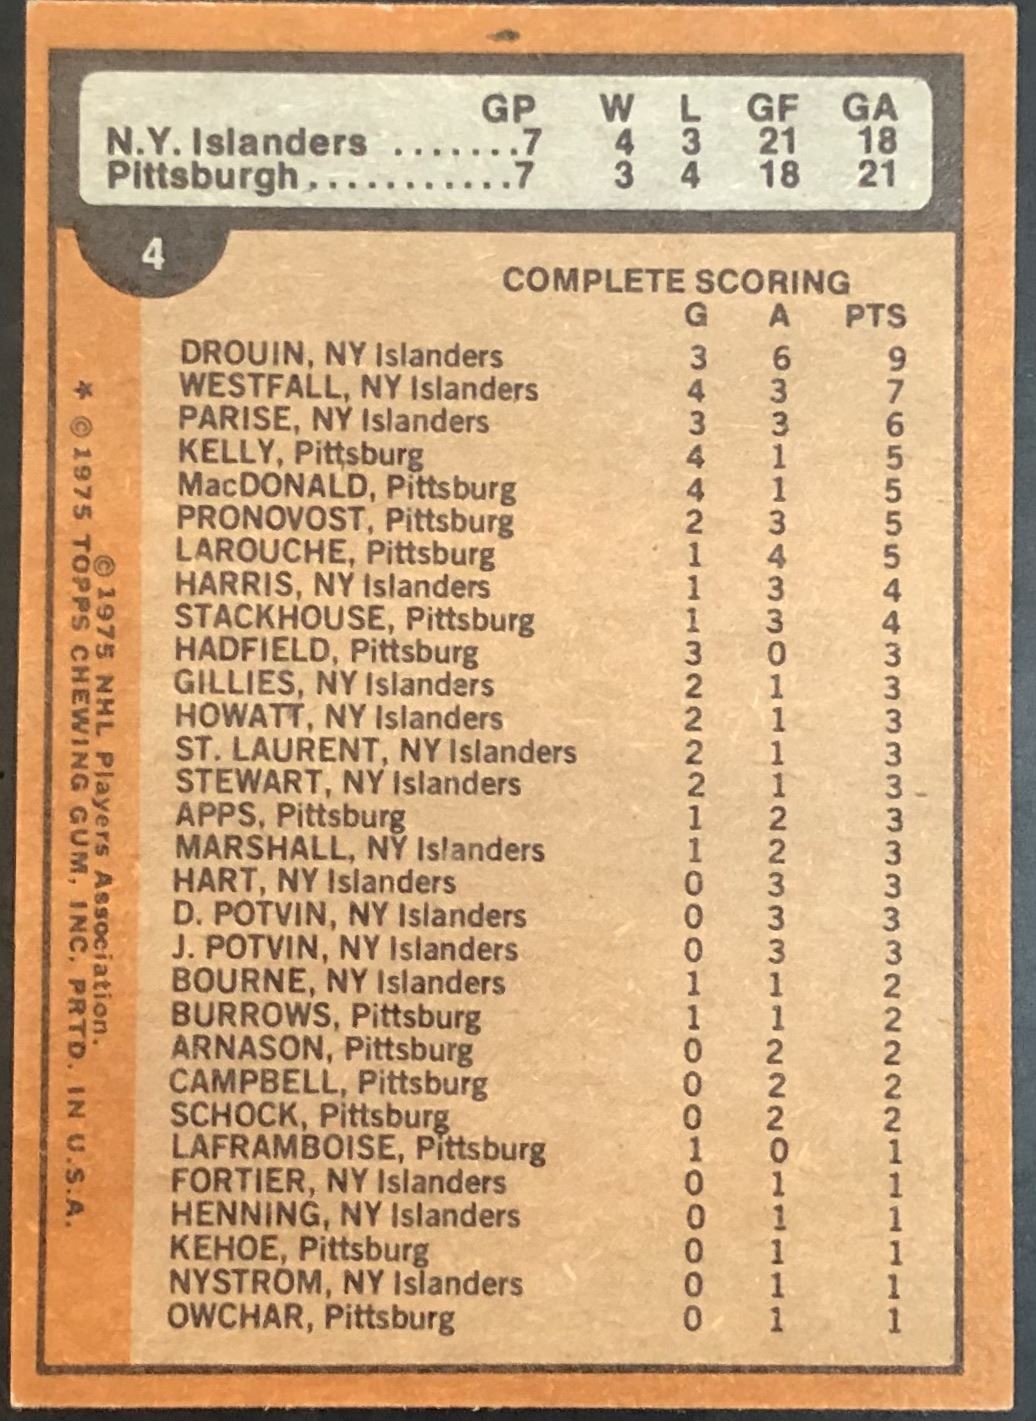 GP W L GF GA
N.Y. Islanders .......7 4 3 21 18
Pittsburgh...........7 3 4 18 21
4
COMPLETE SCORING
G A PTS
DROUIN, NY Islanders 3 6 9
WESTFALL, NY Islanders 4 3 7
PARISE, NY Islanders 3 3 6
KELLY, Pittsburg 4 1 5
MacDONALD, Pittsburg 4 1 5
PRONOVOST, Pittsburg 2 3 5
LAROUCHE, Pittsburg 1 4 5
HARRIS, NY Islanders 1 3 4
STACKHOUSE, Pittsburg 1 3 4
HADFIELD, Pittsburg 3 0 3
GILLIES, NY Islanders 2 1 3
HOWATT, NY Islanders 2 1 3
ST. LAURENT, NY Islanders 2 1 3
STEWART, NY Islanders 2 1 3
APPS, Pittsburg 1 2 3
MARSHALL, NY Islanders 1 2 3
HART, NY Islanders 0 3 3
D. POTVIN, NY Islanders 0 3 3
J. POTVIN, NY Islanders 0 3 3
BOURNE, NY Islanders 1 1 2
BURROWS, Pittsburg 1 1 2
ARNASON, Pittsburg 0 2 2
CAMPBELL, Pittsburg 0 2 2
SCHOCK, Pittsburg 0 2 2
LAFRAMBOISE, Pittsburg 1 0 1
FORTIER, NY Islanders 0 1 1
HENNING, NY Islanders 0 1 1
KEHOE, Pittsburg 0 1 1
NYSTROM, NY Islanders 0 1 1
OWCHAR, Pittsburg 0 1 1
© 1975 NHL Players Association.
* © 1975 TOPPS CHEWING GUM, INC. PRTD. IN U.S.A.